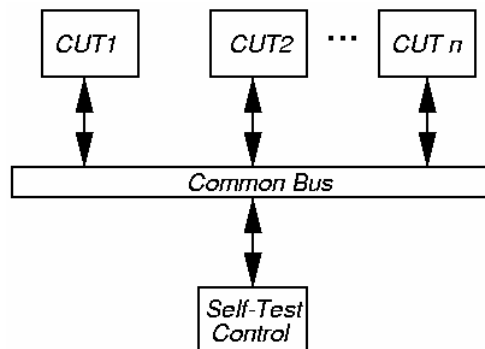 CUT1
CUT2
...
CUT n
Common Bus
Self-Test
Control